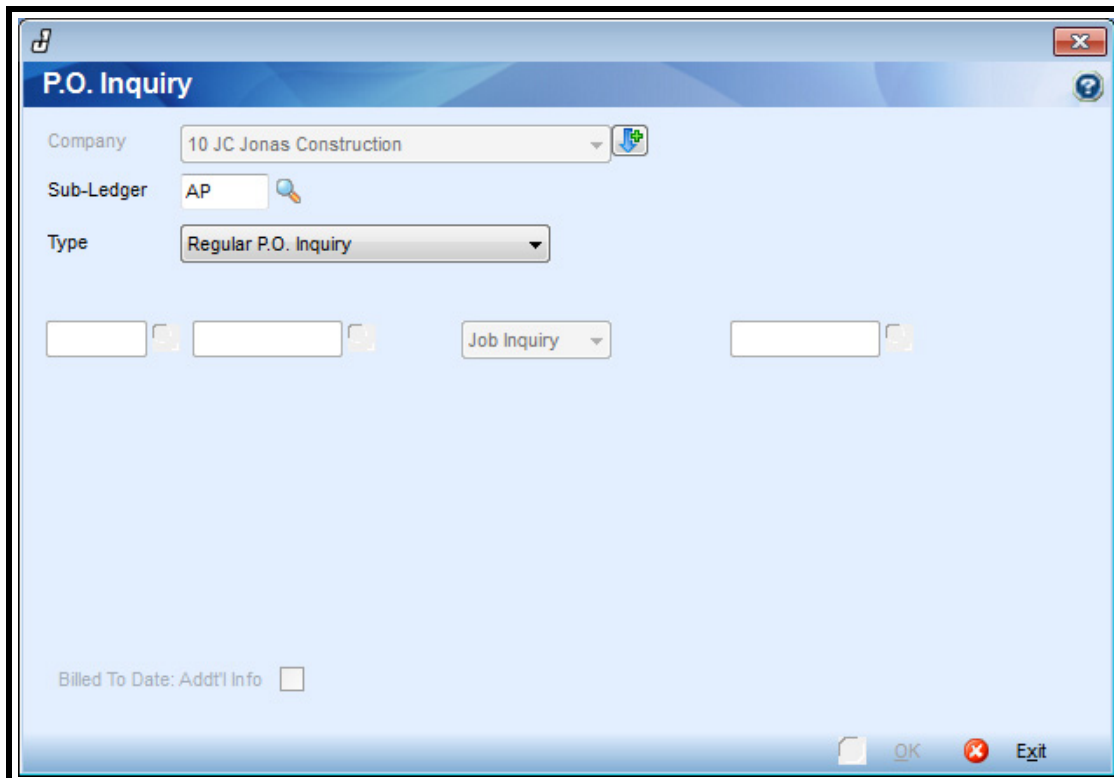 P.O. Inquiry
Company 10 JC Jonas Construction
Sub-Ledger AP
Type Regular P.O. Inquiry
Job Inquiry
Billed To Date: Addt'l Info
OK Exit